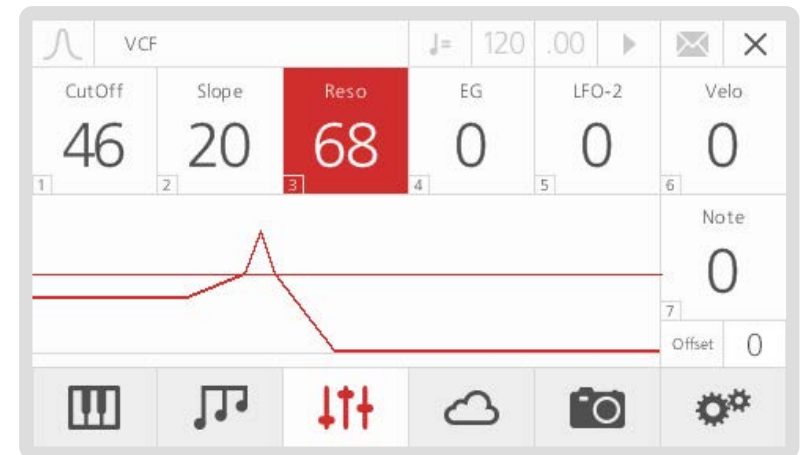 VCF ♩= 120 .00
CutOff Slope Reso EG LFO-2 Velo
46 20 68 0 0 0
1 2 3 4 5 6
Note
0
7
Offset 0